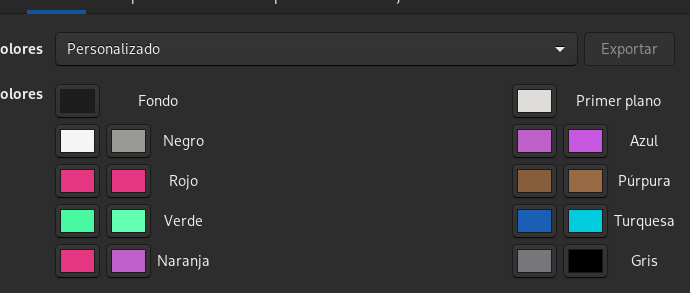 olores Personalizado Exportar
olores Fondo Primer plano
Negro Azul
Rojo Púrpura
Verde Turquesa
Naranja Gris